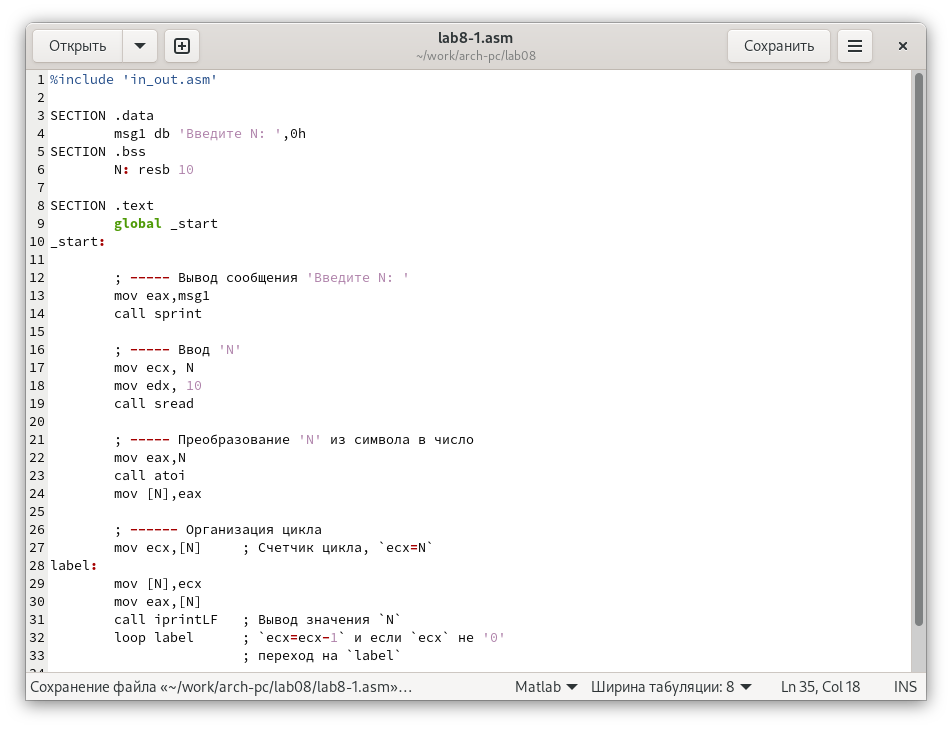 Открыть
lab8-1.asm
~/work/arch-pc/lab08
Сохранить
1 %include 'in_out.asm'
2
3 SECTION .data
4 msg1 db 'Введите N: ',0h
5 SECTION .bss
6 N: resb 10
7
8 SECTION .text
9 global _start
10 _start:
11
12 ; ----- Вывод сообщения 'Введите N: '
13 mov eax,msg1
14 call sprint
15
16 ; ----- Ввод 'N'
17 mov ecx, N
18 mov edx, 10
19 call sread
20
21 ; ----- Преобразование 'N' из символа в число
22 mov eax,N
23 call atoi
24 mov [N],eax
25
26 ; ------ Организация цикла
27 mov ecx,[N] ; Счетчик цикла, `ecx=N`
28 label:
29 mov [N],ecx
30 mov eax,[N]
31 call iprintLF ; Вывод значения `N`
32 loop label ; `ecx=ecx-1` и если `ecx` не '0'
33 ; переход на `label`
Сохранение файла «~/work/arch-pc/lab08/lab8-1.asm»… Matlab Ширина табуляции: 8 Ln 35, Col 18 INS